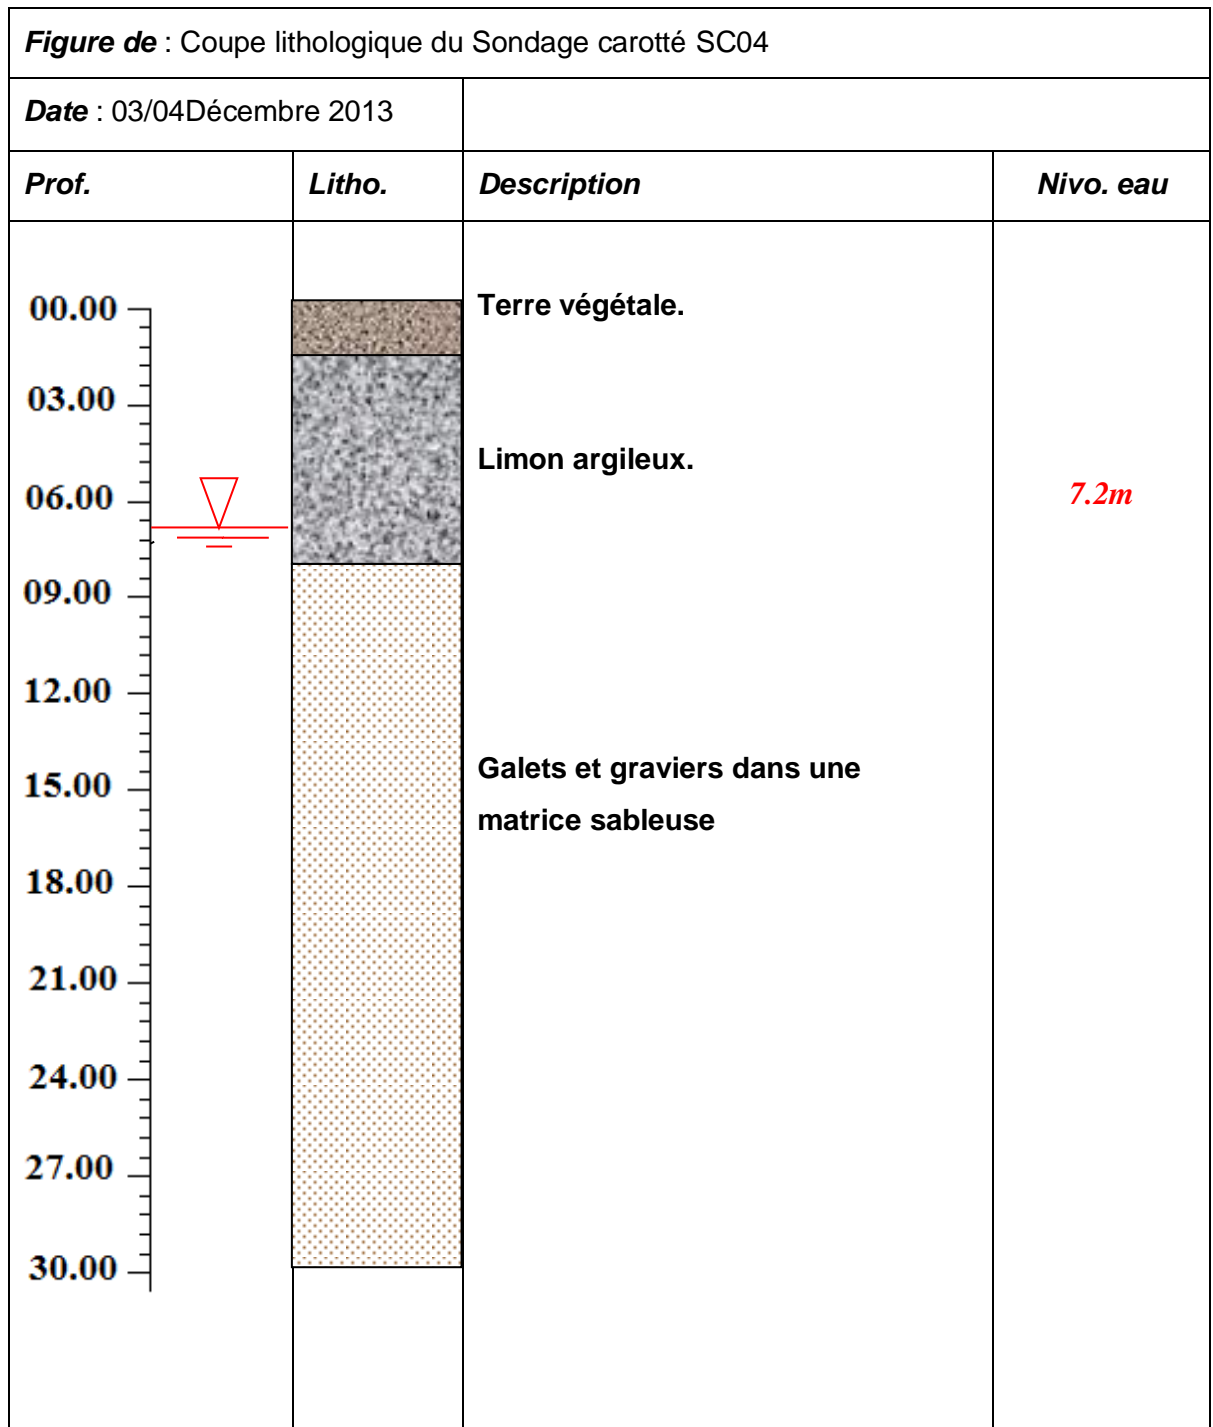 Figure de : Coupe lithologique du Sondage carotté SC04
Date : 03/04Décembre 2013
Prof. Litho. Description Nivo. eau
00.00 Terre végétale.
03.00
Limon argileux.
06.00 7.2m
09.00
12.00
Galets et graviers dans une
15.00
matrice sableuse
18.00
21.00
24.00
27.00
30.00